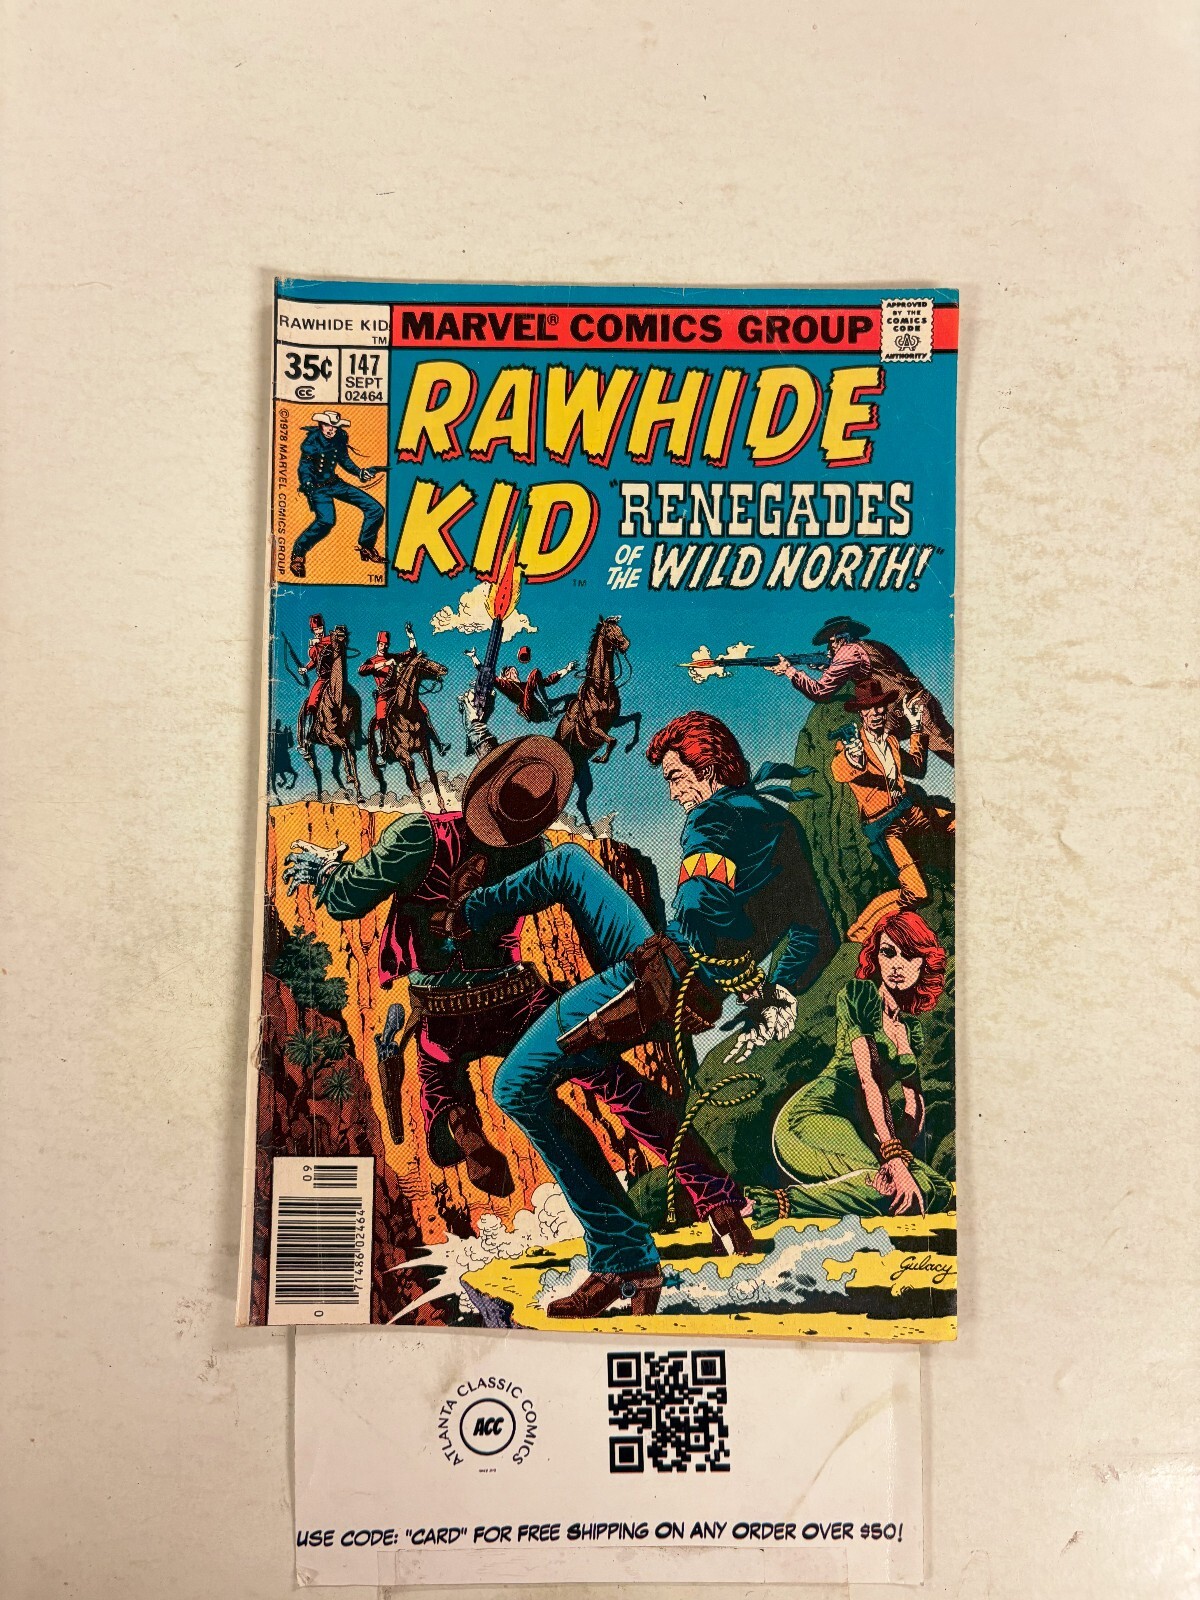 RAWHIDE KID
TM
MARVEL® COMICS GROUP
APPROVED
BY THE
COMICS
CODE
CA
AUTHORITY
35¢
CC
147
SEPT
02464
©1978 MARVEL COMICS GROUP
TM
RAWHIDE
KID
TM
"RENEGADES
OF THE WILD NORTH!"
Gulacy
09
0
71486 02464
ATLANTA CLASSIC COMICS
ACC
USE CODE: "CARD" FOR FREE SHIPPING ON ANY ORDER OVER $50!